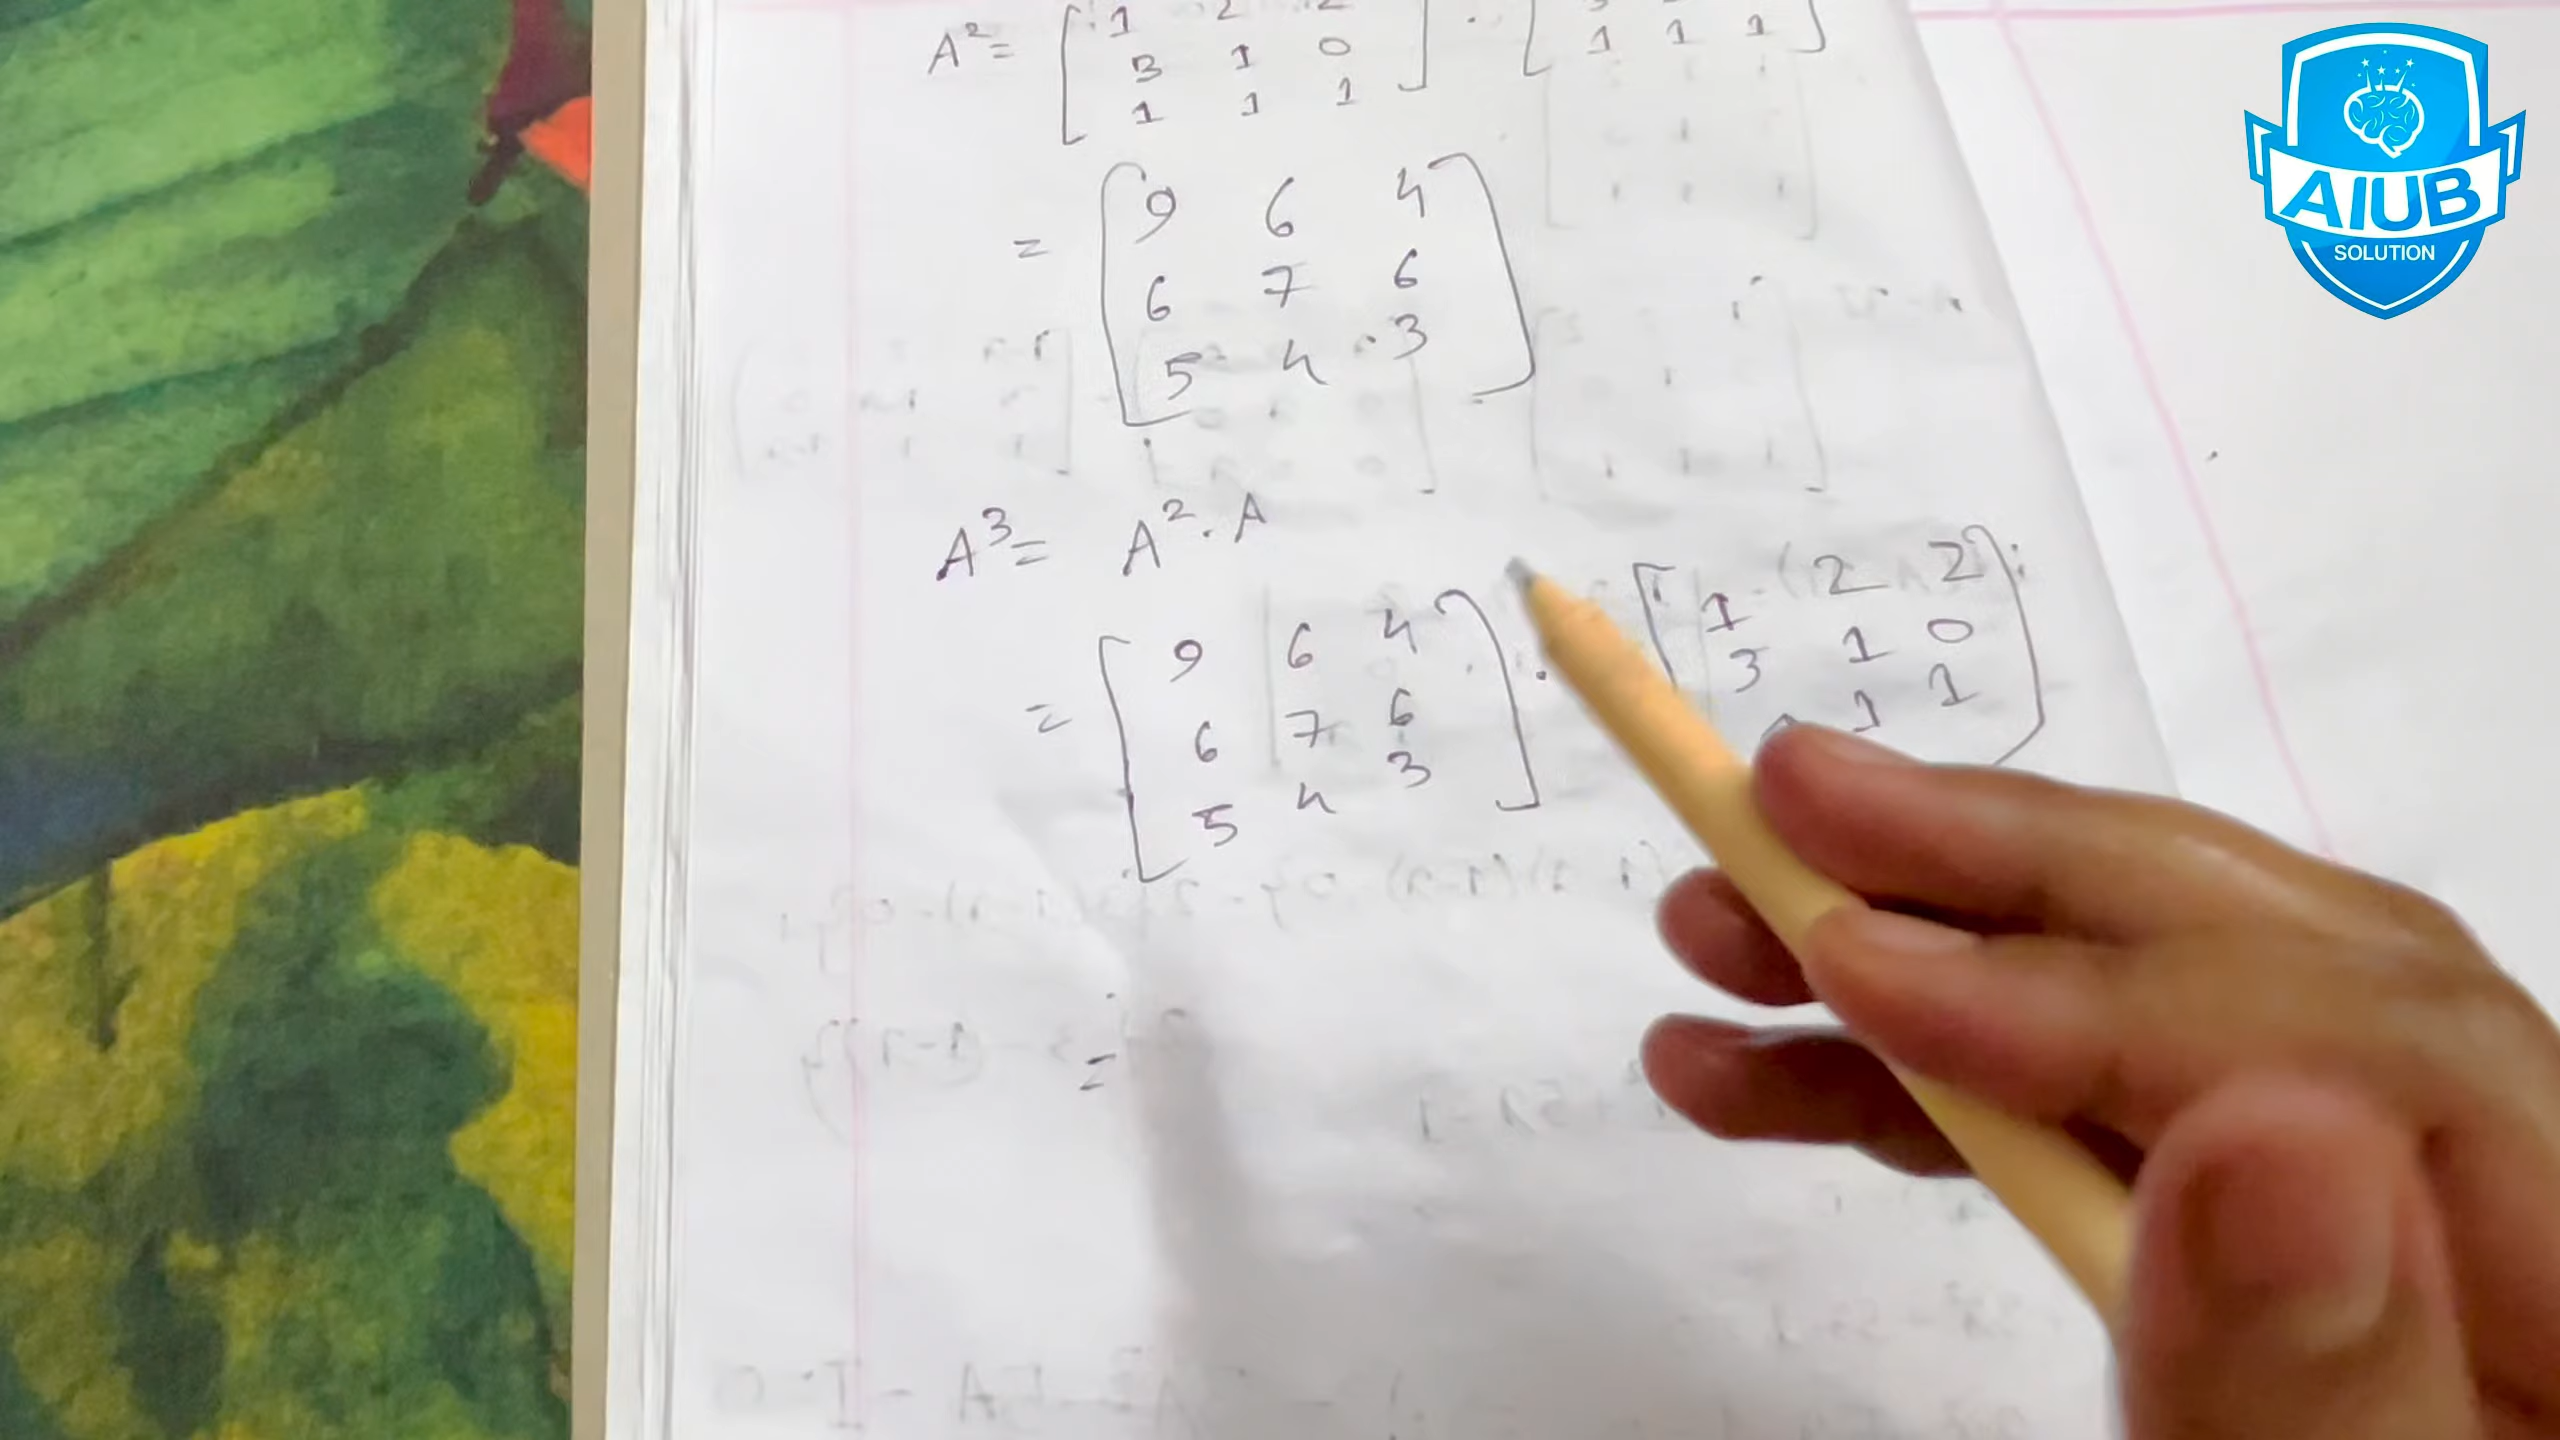 A² = [ 1 2 2 ] · [
3 1 0
1 1 1 1 1 1 ]
= [ 9 6 4 ]
6 7 6
5 4 3
A³ = A² · A
= [ 9 6 4 ] · [ 1 2 2 ]
6 7 6 3 1 0
5 4 3 1 1
=
AIUB
SOLUTION